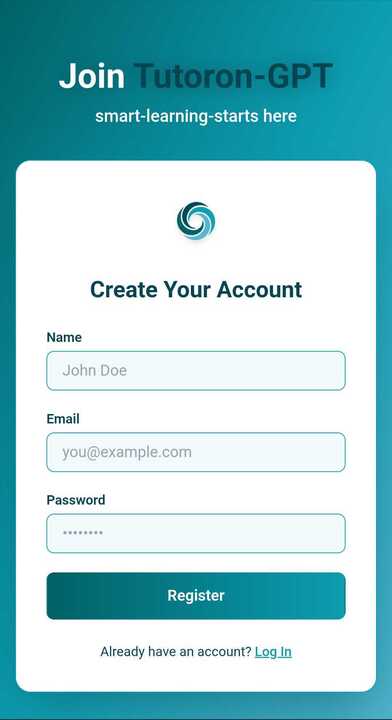 Join Tutoron-GPT
smart-learning-starts here
Create Your Account
Name
John Doe
Email
you@example.com
Password
••••••••
Register
Already have an account? Log In